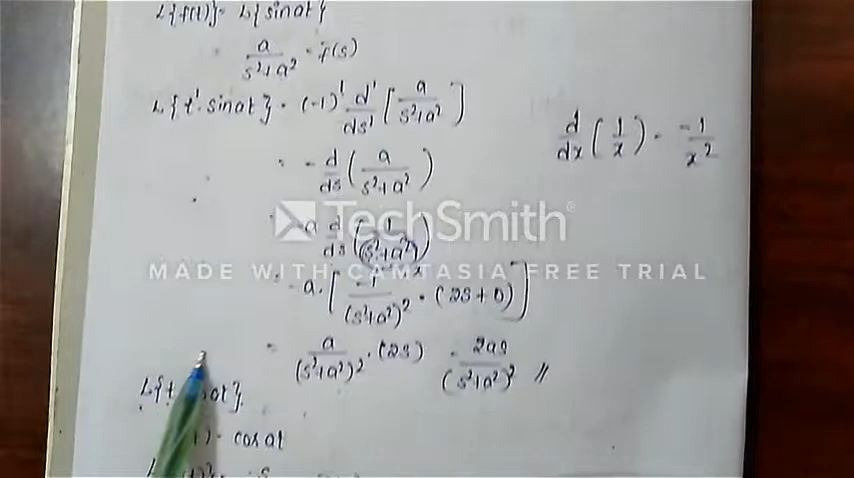 L{f(t)} = L{sinat}
= a/(s²+a²) = f(s)
L{t¹.sinat} = (-1)¹ d¹/ds¹ [a/(s²+a²)]
d/dx (1/x) = -1/x²
= -d/ds (a/(s²+a²))
= -a d/ds (1/(s²+a²))
TechSmith®
MADE WITH CAMTASIA FREE TRIAL
= -a.[-1/(s²+a²)² . (2s+0)]
= a/(s²+a²)² . (2s) = 2as/(s²+a²)² //
L{t
= cosat